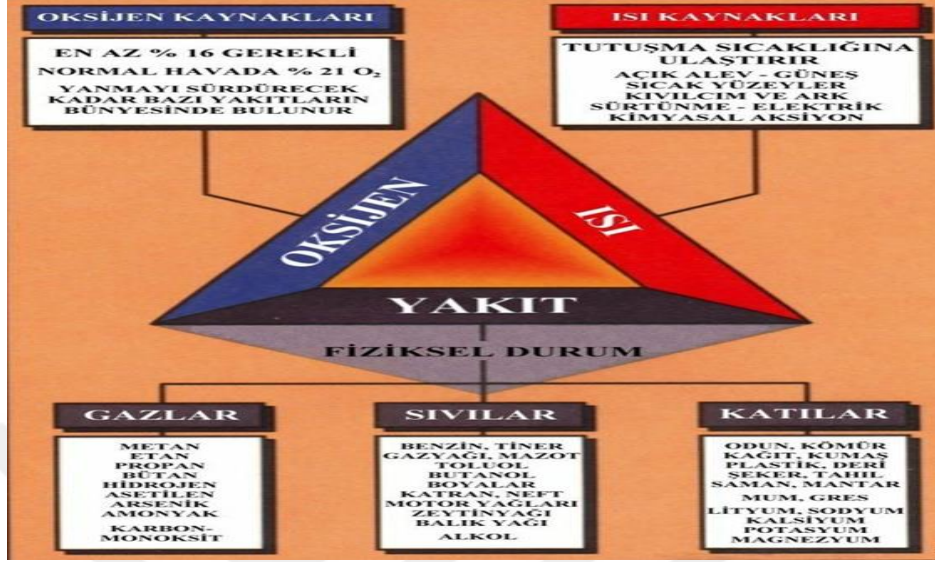 OKSİJEN KAYNAKLARI
EN AZ % 16 GEREKLİ
NORMAL HAVADA % 21 O₂
YANMAYI SÜRDÜRECEK
KADAR BAZI YAKITLARIN
BÜNYESİNDE BULUNUR
ISI KAYNAKLARI
TUTUŞMA SICAKLIĞINA
ULAŞTIRIR
AÇIK ALEV - GÜNEŞ
SICAK YÜZEYLER
KIVILCIM VE ARK
SÜRTÜNME - ELEKTRİK
KİMYASAL AKSİYON
OKSİJEN
ISI
YAKIT
FİZİKSEL DURUM
GAZLAR
METAN
ETAN
PROPAN
BÜTAN
HİDROJEN
ASETİLEN
ARSENİK
AMONYAK
KARBON-
MONOKSİT
SIVILAR
BENZİN, TİNER
GAZYAĞI, MAZOT
TOLUOL
BUTANOL
BOYALAR
KATRAN, NEFT
MOTOR YAĞLARI
ZEYTİNYAĞI
BALIK YAĞI
ALKOL
KATILAR
ODUN, KÖMÜR
KAĞIT, KUMAŞ
PLASTİK, DERİ
ŞEKER, TAHIL
SAMAN, MANTAR
MUM, GRES
LİTYUM, SODYUM
KALSİYUM
POTASYUM
MAGNEZYUM